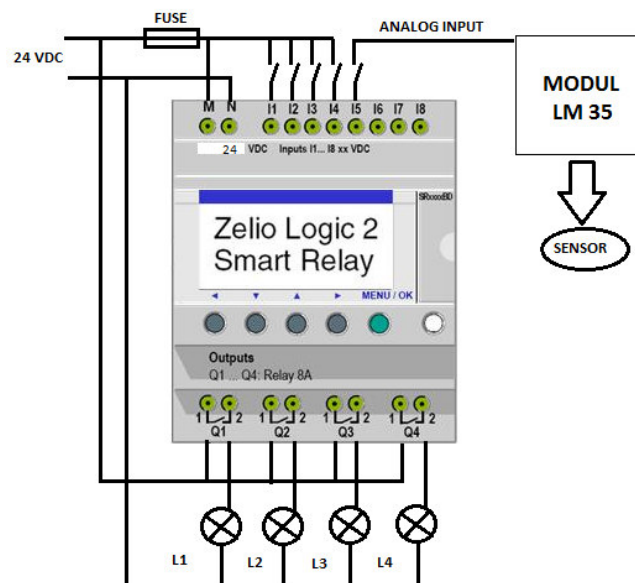 FUSE
24 VDC
ANALOG INPUT
MODUL
LM 35
SENSOR
M N I1 I2 I3 I4 I5 I6 I7 I8
24 VDC Inputs I1... I8 xx VDC
SRxxxxBD
Zelio Logic 2
Smart Relay
MENU / OK
Outputs
Q1 ... Q4: Relay 8A
1 2 1 2 1 2 1 2
Q1 Q2 Q3 Q4
L1 L2 L3 L4